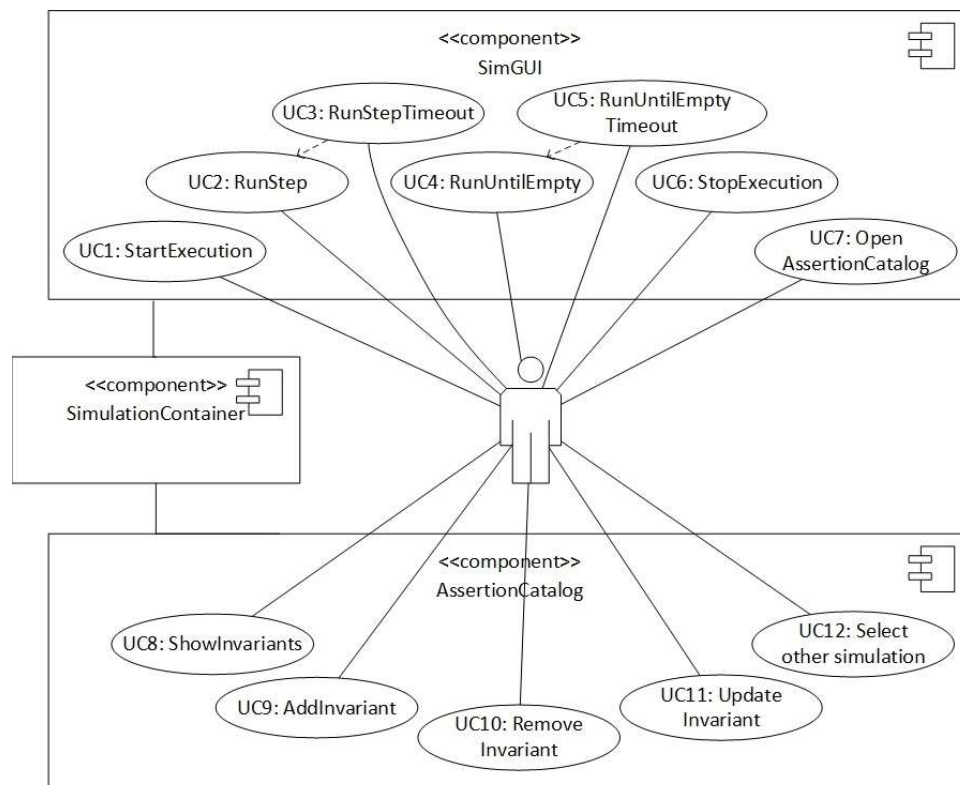 <<component>>
SimGUI
UC3: RunStepTimeout
UC5: RunUntilEmpty
Timeout
UC2: RunStep
UC4: RunUntilEmpty
UC6: StopExecution
UC1: StartExecution
UC7: Open
AssertionCatalog
<<component>>
SimulationContainer
<<component>>
AssertionCatalog
UC8: ShowInvariants
UC12: Select
other simulation
UC9: AddInvariant
UC11: Update
Invariant
UC10: Remove
Invariant